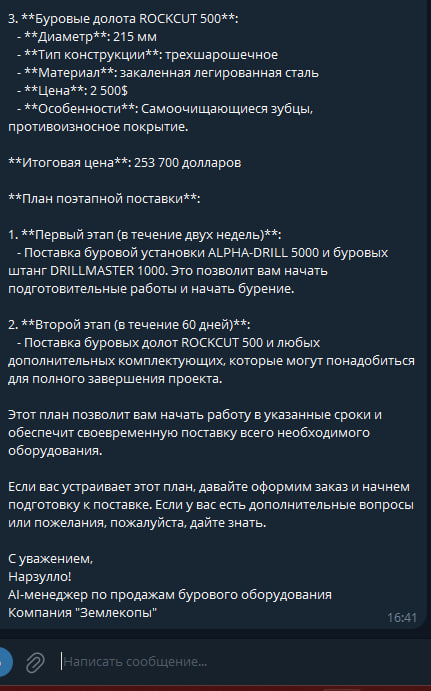 3. **Буровые долота ROCKCUT 500**:
- **Диаметр**: 215 мм
- **Тип конструкции**: трехшарошечное
- **Материал**: закаленная легированная сталь
- **Цена**: 2 500$
- **Особенности**: Самоочищающиеся зубцы,
противоизносное покрытие.
**Итоговая цена**: 253 700 долларов
**План поэтапной поставки**:
1. **Первый этап (в течение двух недель)**:
- Поставка буровой установки ALPHA-DRILL 5000 и буровых
штанг DRILLMASTER 1000. Это позволит вам начать
подготовительные работы и начать бурение.
2. **Второй этап (в течение 60 дней)**:
- Поставка буровых долот ROCKCUT 500 и любых
дополнительных комплектующих, которые могут понадобиться
для полного завершения проекта.
Этот план позволит вам начать работу в указанные сроки и
обеспечит своевременную поставку всего необходимого
оборудования.
Если вас устраивает этот план, давайте оформим заказ и начнем
подготовку к поставке. Если у вас есть дополнительные вопросы
или пожелания, пожалуйста, дайте знать.
С уважением,
Нарзулло!
AI-менеджер по продажам бурового оборудования
Компания "Землекопы"
16:41
Написать сообщение...